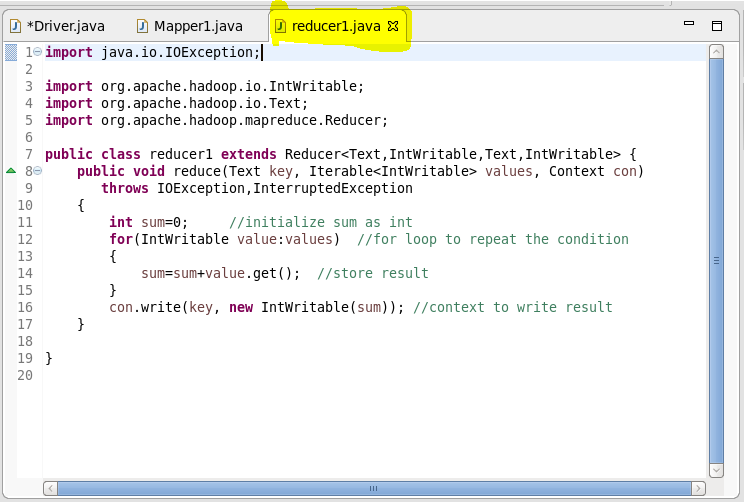 *Driver.java Mapper1.java reducer1.java
1 import java.io.IOException;
2
3 import org.apache.hadoop.io.IntWritable;
4 import org.apache.hadoop.io.Text;
5 import org.apache.hadoop.mapreduce.Reducer;
6
7 public class reducer1 extends Reducer<Text,IntWritable,Text,IntWritable> {
8 public void reduce(Text key, Iterable<IntWritable> values, Context con)
9 throws IOException,InterruptedException
10 {
11 int sum=0; //initialize sum as int
12 for(IntWritable value:values) //for loop to repeat the condition
13 {
14 sum=sum+value.get(); //store result
15 }
16 con.write(key, new IntWritable(sum)); //context to write result
17 }
18
19 }
20